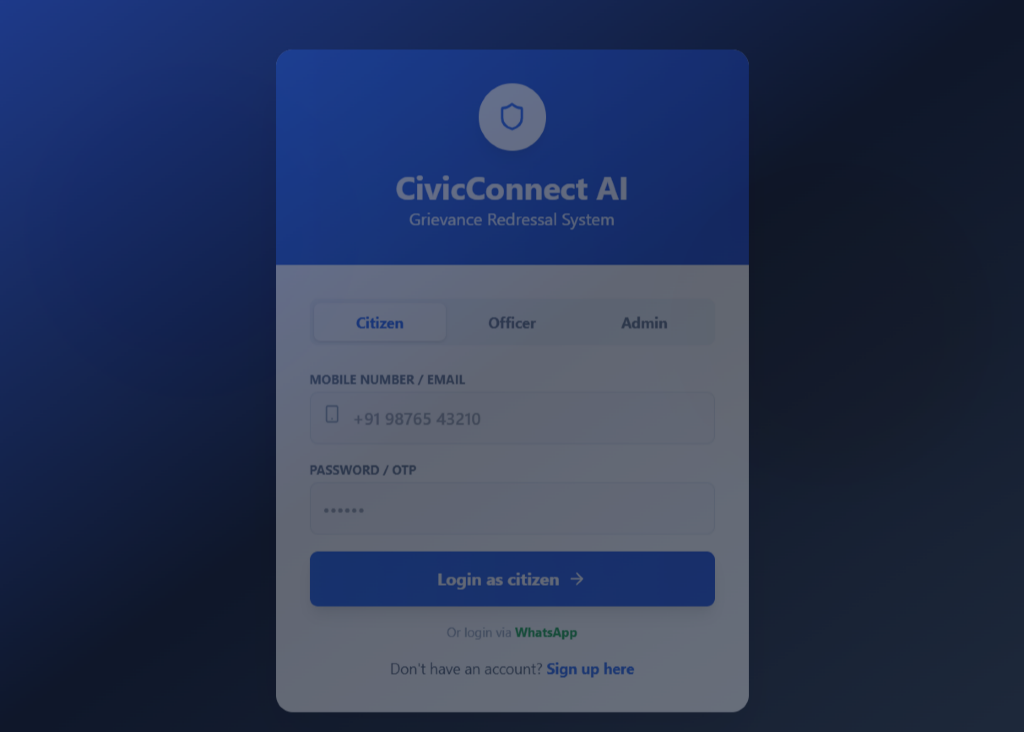 CivicConnect AI
Grievance Redressal System
Citizen Officer Admin
MOBILE NUMBER / EMAIL
+91 98765 43210
PASSWORD / OTP
••••••
Login as citizen →
Or login via WhatsApp
Don't have an account? Sign up here